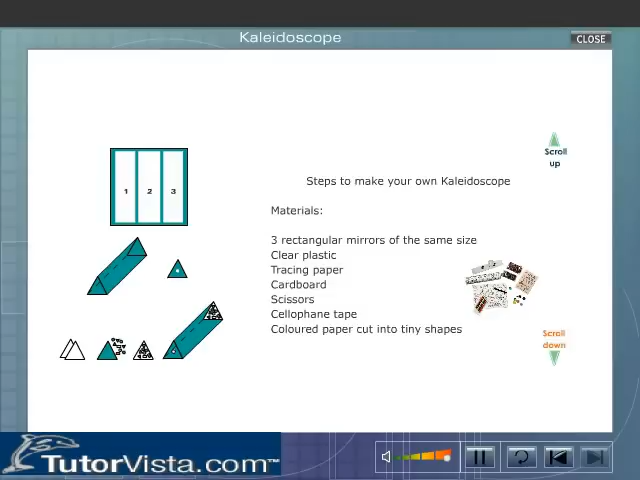 Kaleidoscope
CLOSE
Scroll
up
1 2 3
Steps to make your own Kaleidoscope
Materials:
3 rectangular mirrors of the same size
Clear plastic
Tracing paper
Cardboard
Scissors
Cellophane tape
Coloured paper cut into tiny shapes
Scroll
down
TutorVista.com™